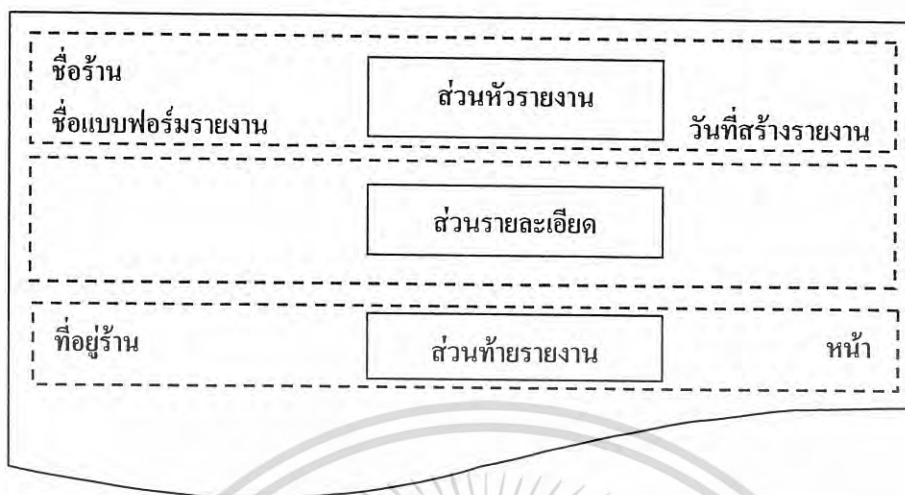 ชื่อร้าน
ส่วนหัวรายงาน
ชื่อแบบฟอร์มรายงาน
วันที่สร้างรายงาน
ส่วนรายละเอียด
ที่อยู่ร้าน
ส่วนท้ายรายงาน
หน้า